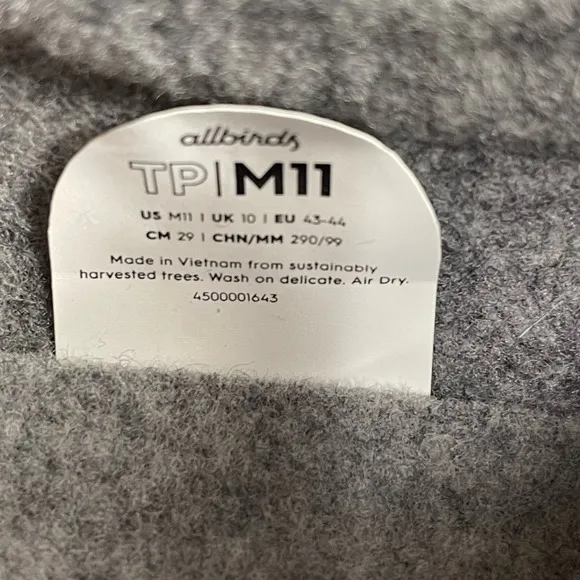 allbirds
TP|M11
US M11 | UK 10 | EU 43-44
CM 29 | CHN/MM 290/99
Made in Vietnam from sustainably
harvested trees. Wash on delicate. Air Dry.
4500001643